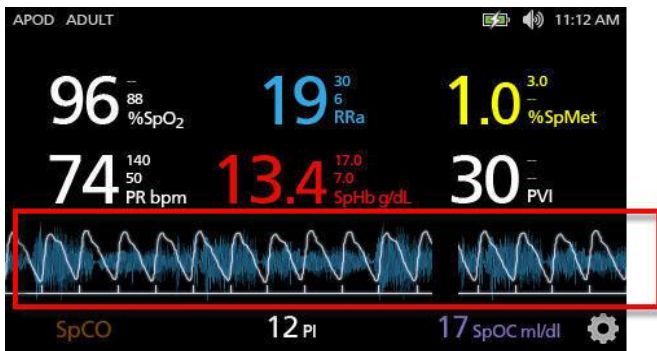 APOD ADULT 11:12 AM
96 -- 88 %SpO2
19 30 6 RRa
1.0 3.0 -- %SpMet
74 140 50 PR bpm
13.4 17.0 7.0 SpHb g/dL
30 -- -- PVI
SpCO 12 PI 17 SpOC ml/dl